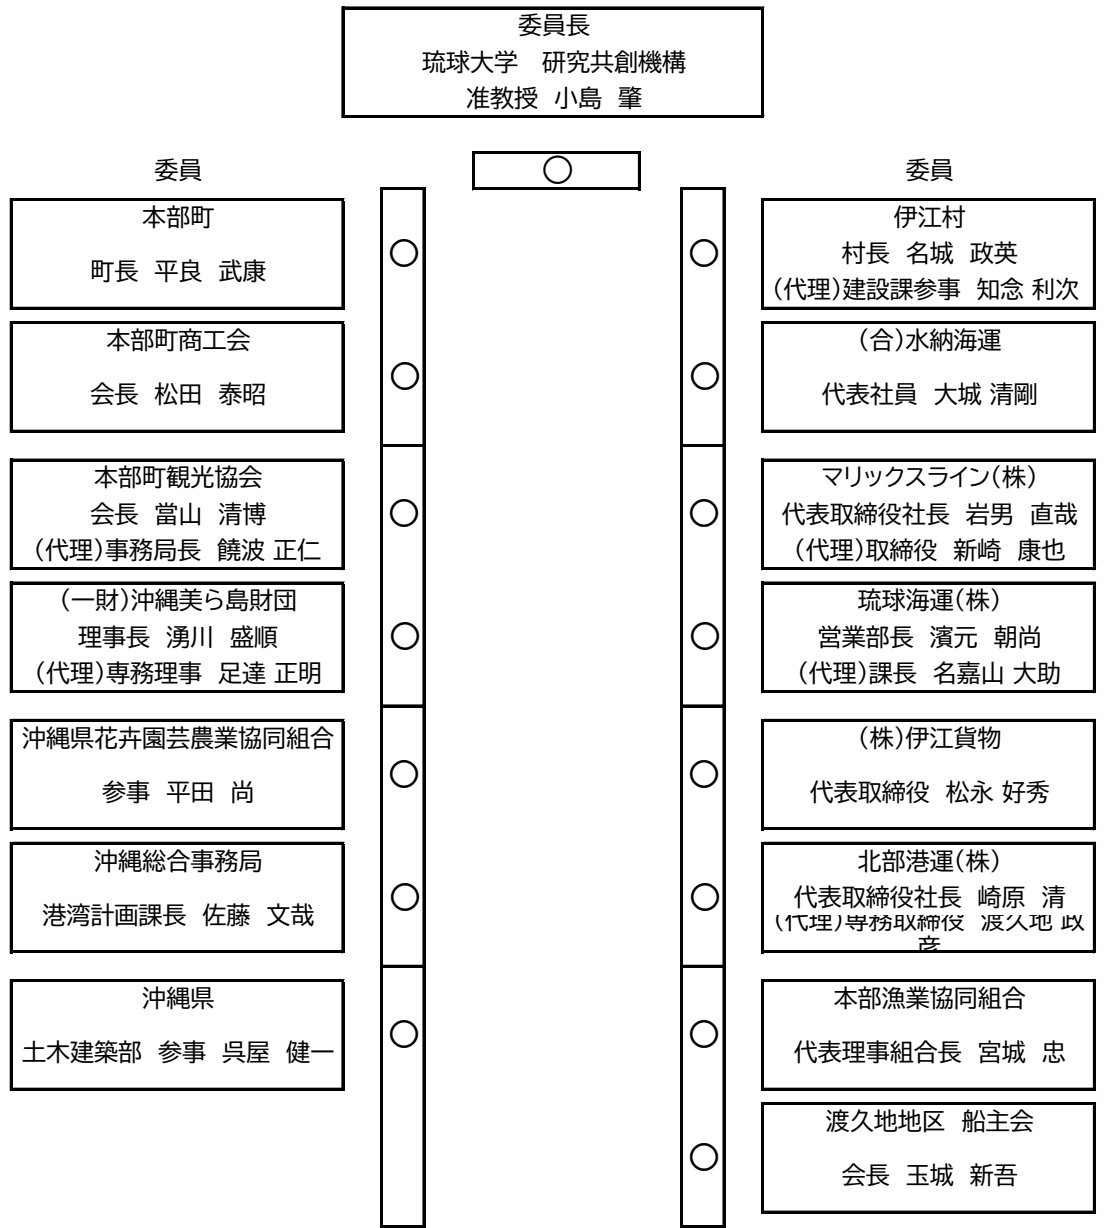 委員長
琉球大学　研究共創機構
准教授 小島 肇
○
委員
本部町
町長 平良 武康
○
本部町商工会
会長 松田 泰昭
○
本部町観光協会
会長 當山 清博
(代理)事務局長 饒波 正仁
○
(一財)沖縄美ら島財団
理事長 湧川 盛順
(代理)専務理事 足達 正明
○
沖縄県花卉園芸農業協同組合
参事 平田 尚
○
沖縄総合事務局
港湾計画課長 佐藤 文哉
○
沖縄県
土木建築部 参事 呉屋 健一
○
委員
伊江村
村長 名城 政英
(代理)建設課参事 知念 利次
○
(合)水納海運
代表社員 大城 清剛
○
マリックスライン(株)
代表取締役社長 岩男 直哉
(代理)取締役 新崎 康也
○
琉球海運(株)
営業部長 濱元 朝尚
(代理)課長 名嘉山 大助
○
(株)伊江貨物
代表取締役 松永 好秀
○
北部港運(株)
代表取締役社長 崎原 清
(代理)専務取締役 渡久地 政
彦
○
本部漁業協同組合
代表理事組合長 宮城 忠
○
渡久地地区 船主会
会長 玉城 新吾
○